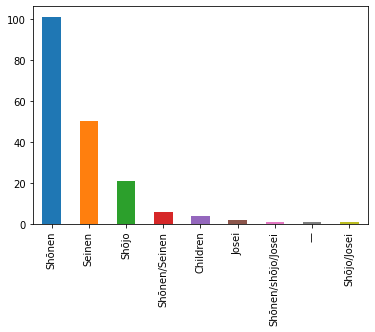 100
80
60
40
20
0
Shōnen
Seinen
Shōjo
Shōnen/Seinen
Children
Josei
Shōnen/shōjo/Josei
—
Shōjo/Josei